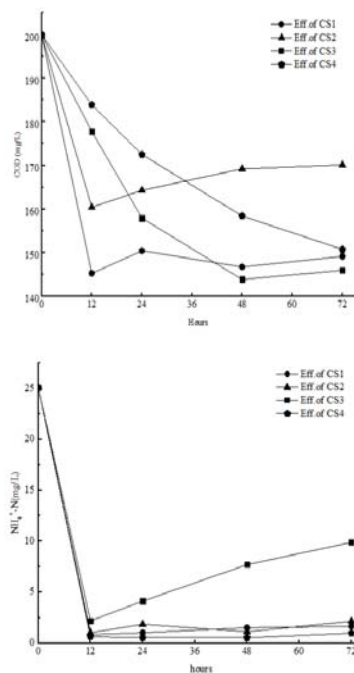 Eff.of CS1
Eff.of CS2
Eff.of CS3
Eff.of CS4
200
190
180
170
160
150
140
COD (mg/L)
0 12 24 36 48 60 72
Hours
Eff.of CS1
Eff.of CS2
Eff.of CS3
Eff.of CS4
25
20
15
10
5
0
NH4+-N(mg/L)
0 12 24 36 48 60 72
hours